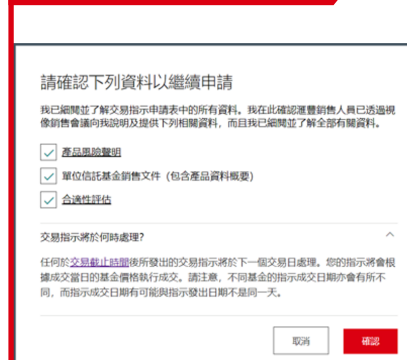 請確認下列資料以繼續申請
我已細閱並了解交易指示申請表中的所有資料。我在此確認滙豐銷售人員已透過視
像銷售會議向我說明及提供下列相關資料，而且我已細閱並了解全部有關資料。
產品風險聲明
單位信託基金銷售文件（包含產品資料概要）
合適性評估
交易指示將於何時處理?
任何於交易截止時間後所發出的交易指示將於下一個交易日處理。您的指示將會根
據成交當日的基金價格執行成交。請注意，不同基金的指示成交日期亦會有所不
同，而指示成交日期有可能與指示發出日期不是同一天。
取消
確認